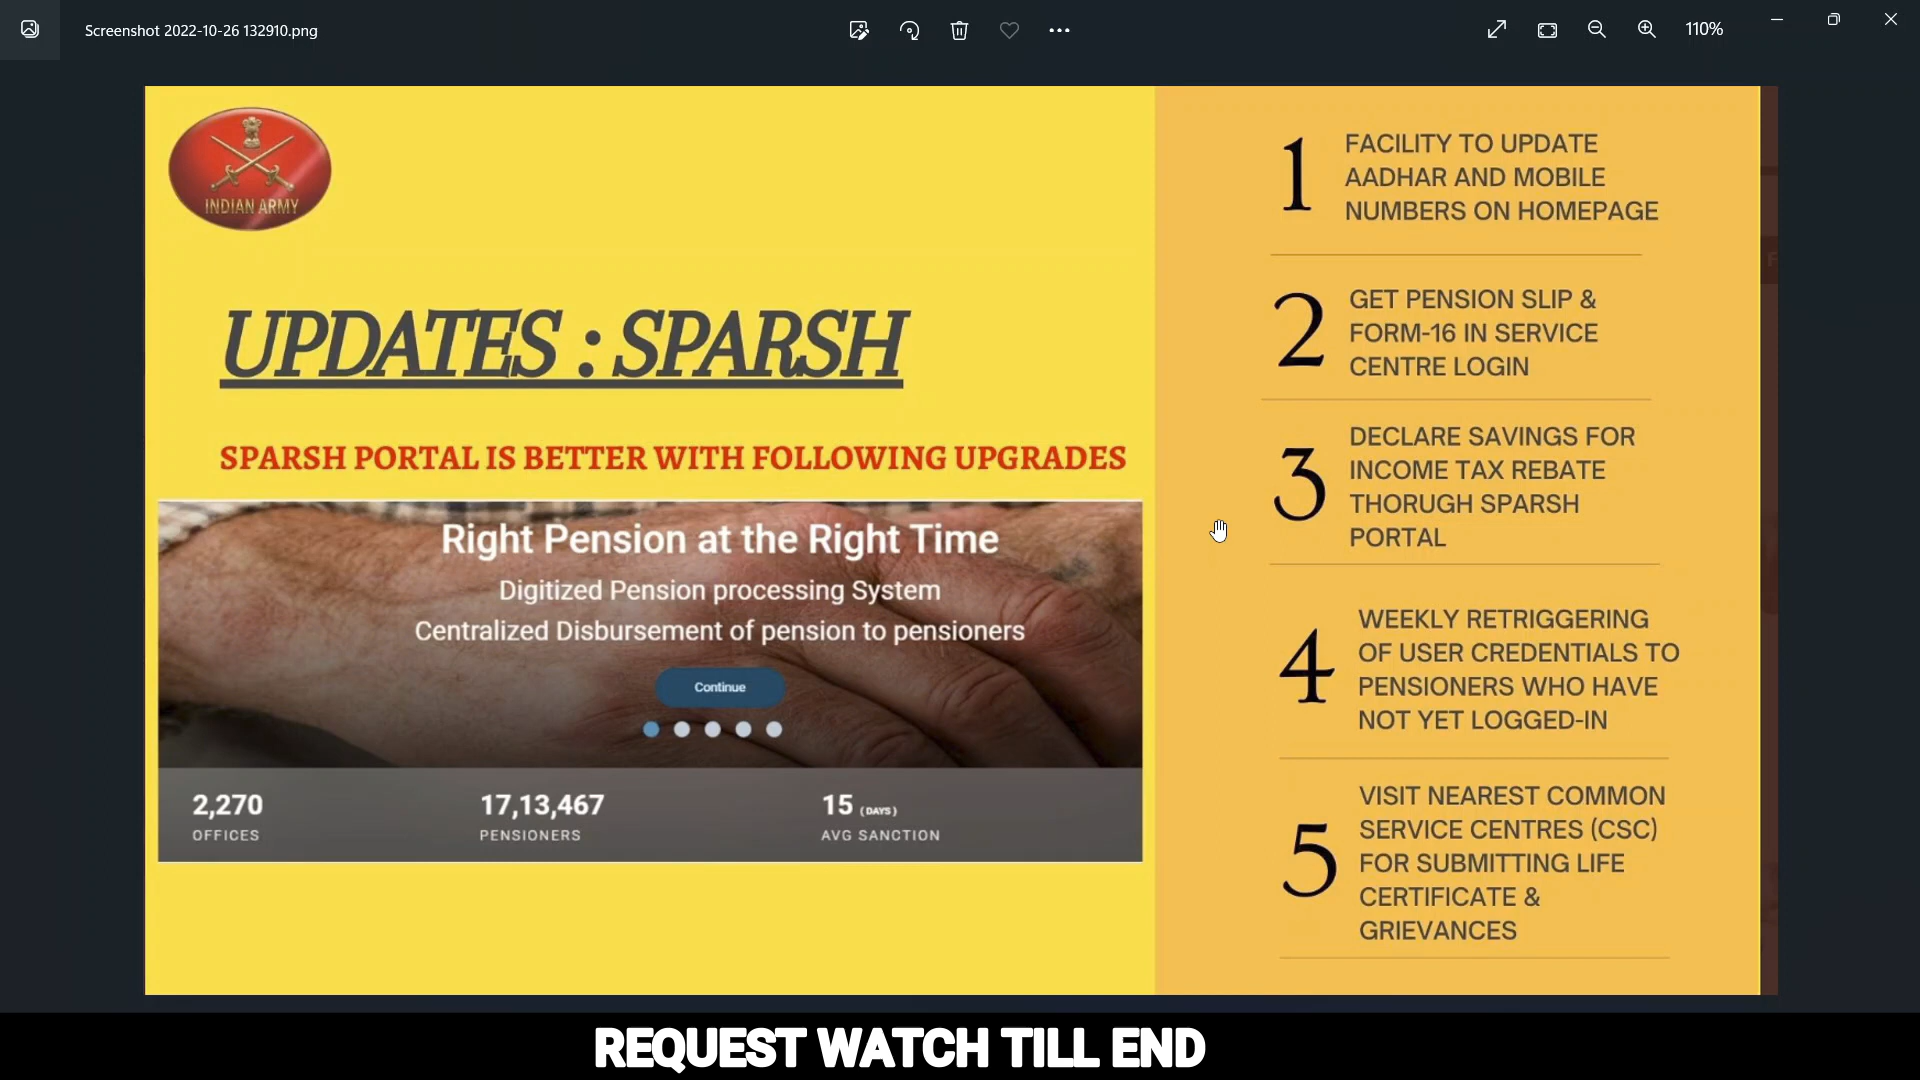 Screenshot 2022-10-26 132910.png
110%
INDIAN ARMY
UPDATES : SPARSH
SPARSH PORTAL IS BETTER WITH FOLLOWING UPGRADES
Right Pension at the Right Time
Digitized Pension processing System
Centralized Disbursement of pension to pensioners
Continue
2,270
OFFICES
17,13,467
PENSIONERS
15 (DAYS)
AVG SANCTION
1
FACILITY TO UPDATE
AADHAR AND MOBILE
NUMBERS ON HOMEPAGE
2
GET PENSION SLIP &
FORM-16 IN SERVICE
CENTRE LOGIN
3
DECLARE SAVINGS FOR
INCOME TAX REBATE
THORUGH SPARSH
PORTAL
4
WEEKLY RETRIGGERING
OF USER CREDENTIALS TO
PENSIONERS WHO HAVE
NOT YET LOGGED-IN
5
VISIT NEAREST COMMON
SERVICE CENTRES (CSC)
FOR SUBMITTING LIFE
CERTIFICATE &
GRIEVANCES
REQUEST WATCH TILL END